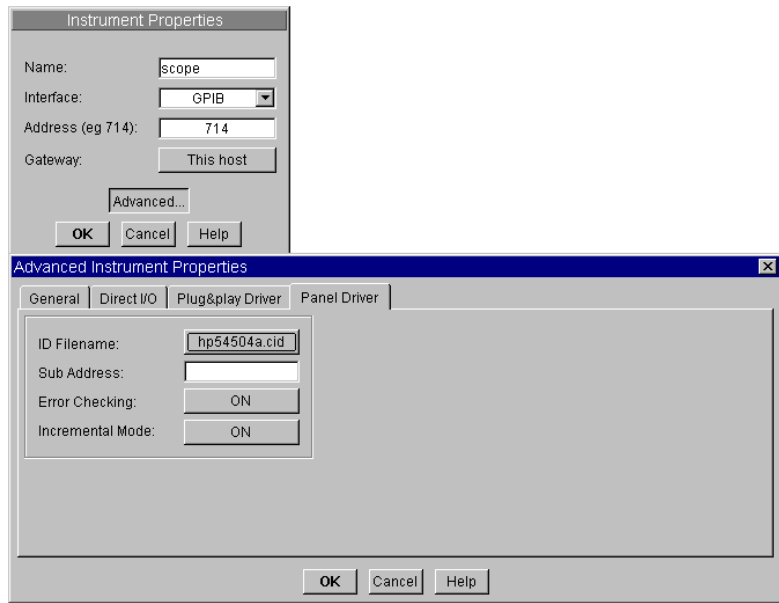 Instrument Properties
Name: scope
Interface: GPIB
Address (eg 714): 714
Gateway: This host
Advanced...
OK Cancel Help
Advanced Instrument Properties
General Direct I/O Plug&play Driver Panel Driver
ID Filename: hp54504a.cid
Sub Address:
Error Checking: ON
Incremental Mode: ON
OK Cancel Help